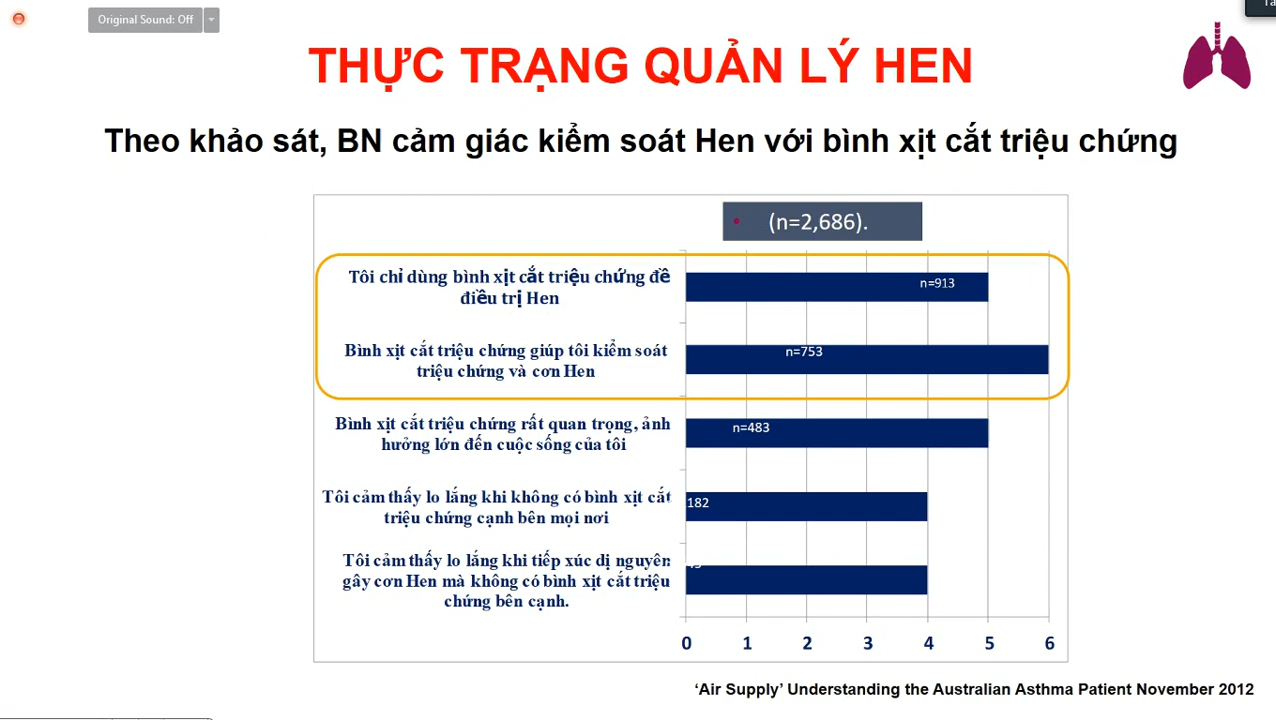 Original Sound: Off
Ta
THỰC TRẠNG QUẢN LÝ HEN
Theo khảo sát, BN cảm giác kiểm soát Hen với bình xịt cắt triệu chứng
• (n=2,686).
Tôi chỉ dùng bình xịt cắt triệu chứng đề
điều trị Hen
n=913
Bình xịt cắt triệu chứng giúp tôi kiểm soát
triệu chứng và cơn Hen
n=753
Bình xịt cắt triệu chứng rất quan trọng, ảnh
hưởng lớn đến cuộc sống của tôi
n=483
Tôi cảm thấy lo lắng khi không có bình xịt cắt
triệu chứng cạnh bên mọi nơi
182
Tôi cảm thấy lo lắng khi tiếp xúc dị nguyên
gây cơn Hen mà không có bình xịt cắt triệu
chứng bên cạnh.
0 1 2 3 4 5 6
‘Air Supply’ Understanding the Australian Asthma Patient November 2012